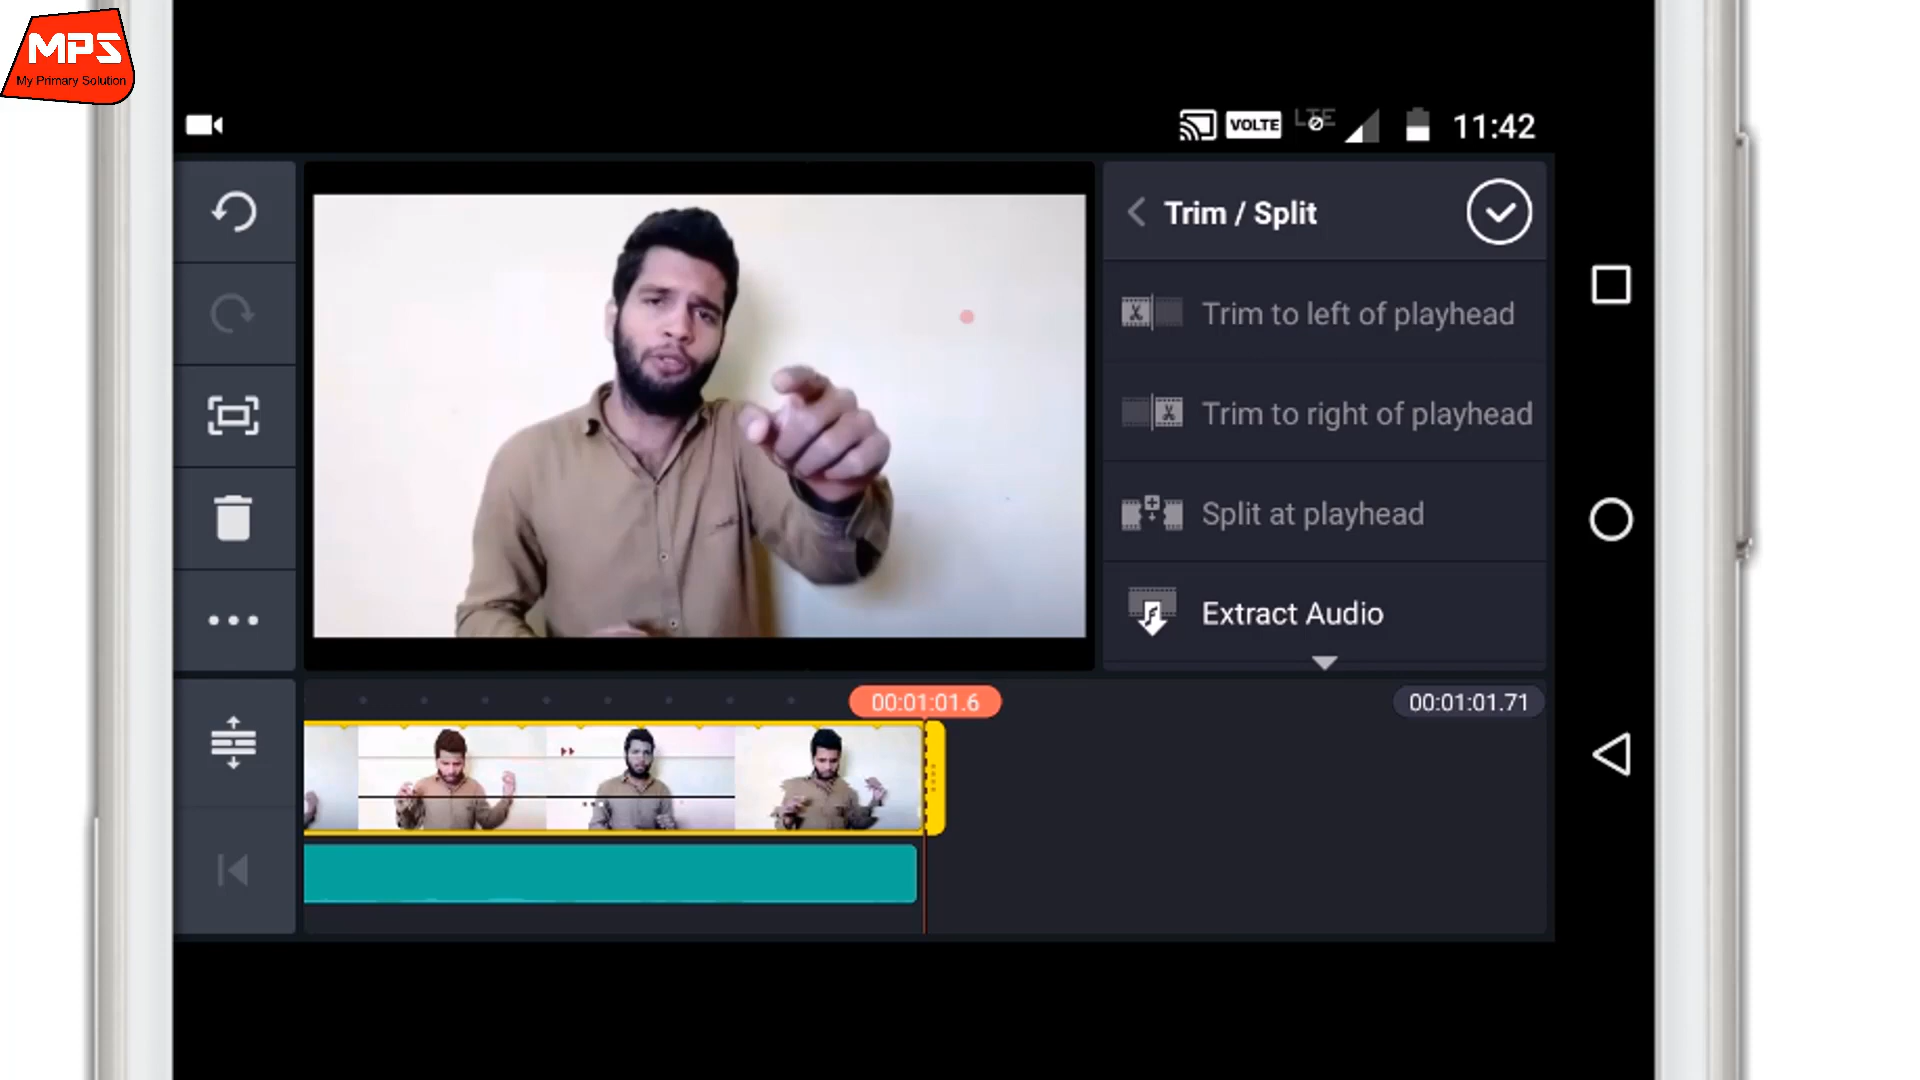 MPS
My Primary Solution
VOLTE
LTE
11:42
Trim / Split
Trim to left of playhead
Trim to right of playhead
Split at playhead
Extract Audio
00:01:01.6
00:01:01.71